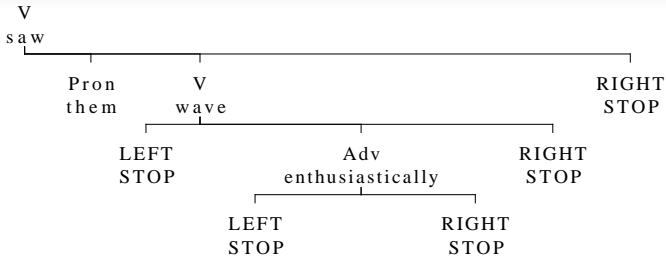 V
saw
Pron V RIGHT
them wave STOP
LEFT Adv RIGHT
STOP enthusiastically STOP
LEFT RIGHT
STOP STOP